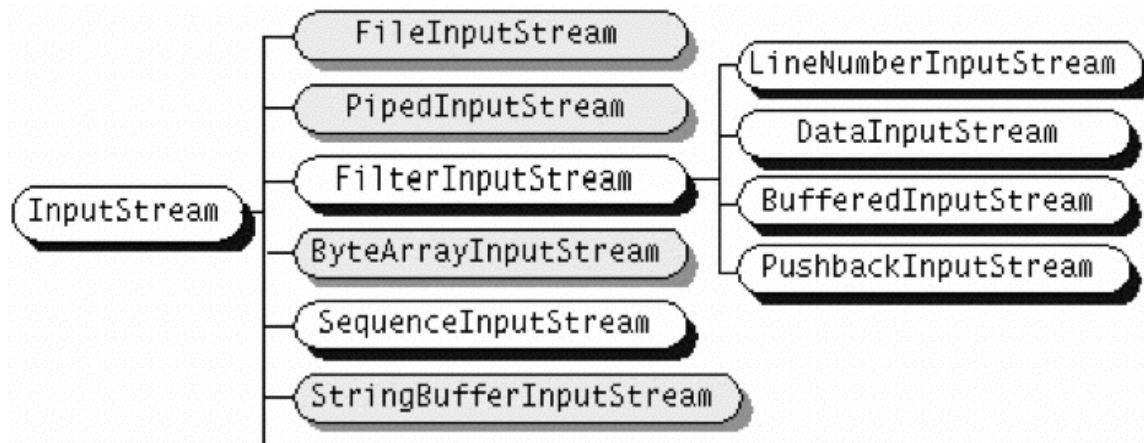 InputStream
FileInputStream
PipedInputStream
FilterInputStream
ByteArrayInputStream
SequenceInputStream
StringBufferInputStream
LineNumberInputStream
DataInputStream
BufferedInputStream
PushbackInputStream